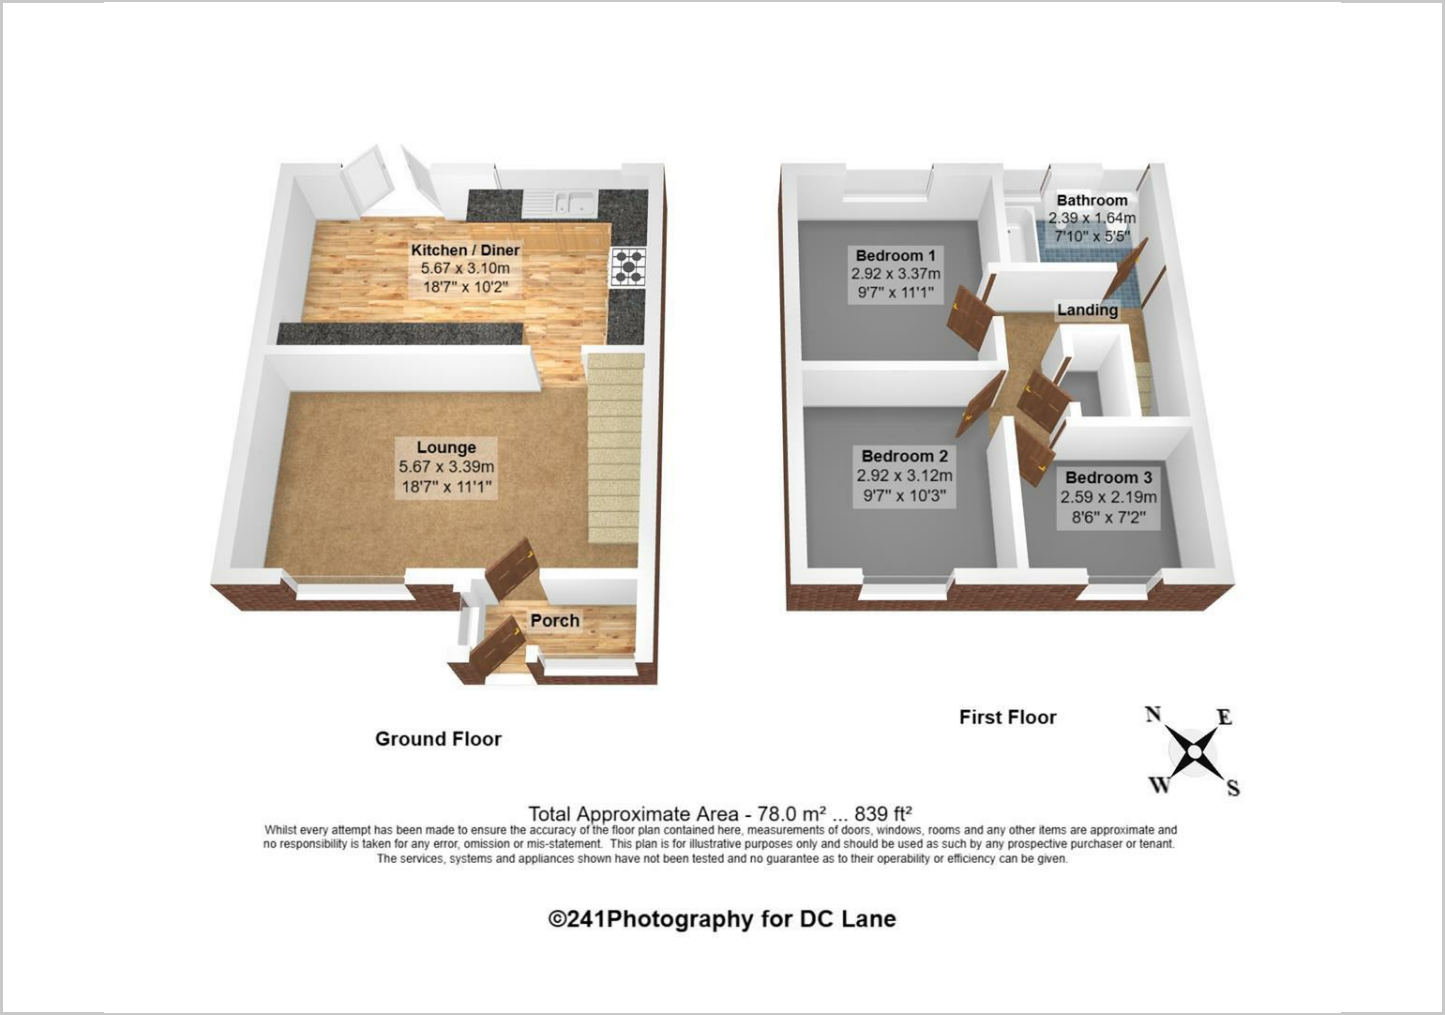 Kitchen / Diner
5.67 x 3.10m
18'7" x 10'2"
Lounge
5.67 x 3.39m
18'7" x 11'1"
Porch
Ground Floor
Bathroom
2.39 x 1.64m
7'10" x 5'5"
Bedroom 1
2.92 x 3.37m
9'7" x 11'1"
Landing
Bedroom 2
2.92 x 3.12m
9'7" x 10'3"
Bedroom 3
2.59 x 2.19m
8'6" x 7'2"
First Floor
N E
W S
Total Approximate Area - 78.0 m² ... 839 ft²
Whilst every attempt has been made to ensure the accuracy of the floor plan contained here, measurements of doors, windows, rooms and any other items are approximate and
no responsibility is taken for any error, omission or mis-statement. This plan is for illustrative purposes only and should be used as such by any prospective purchaser or tenant.
The services, systems and appliances shown have not been tested and no guarantee as to their operability or efficiency can be given.
©241Photography for DC Lane